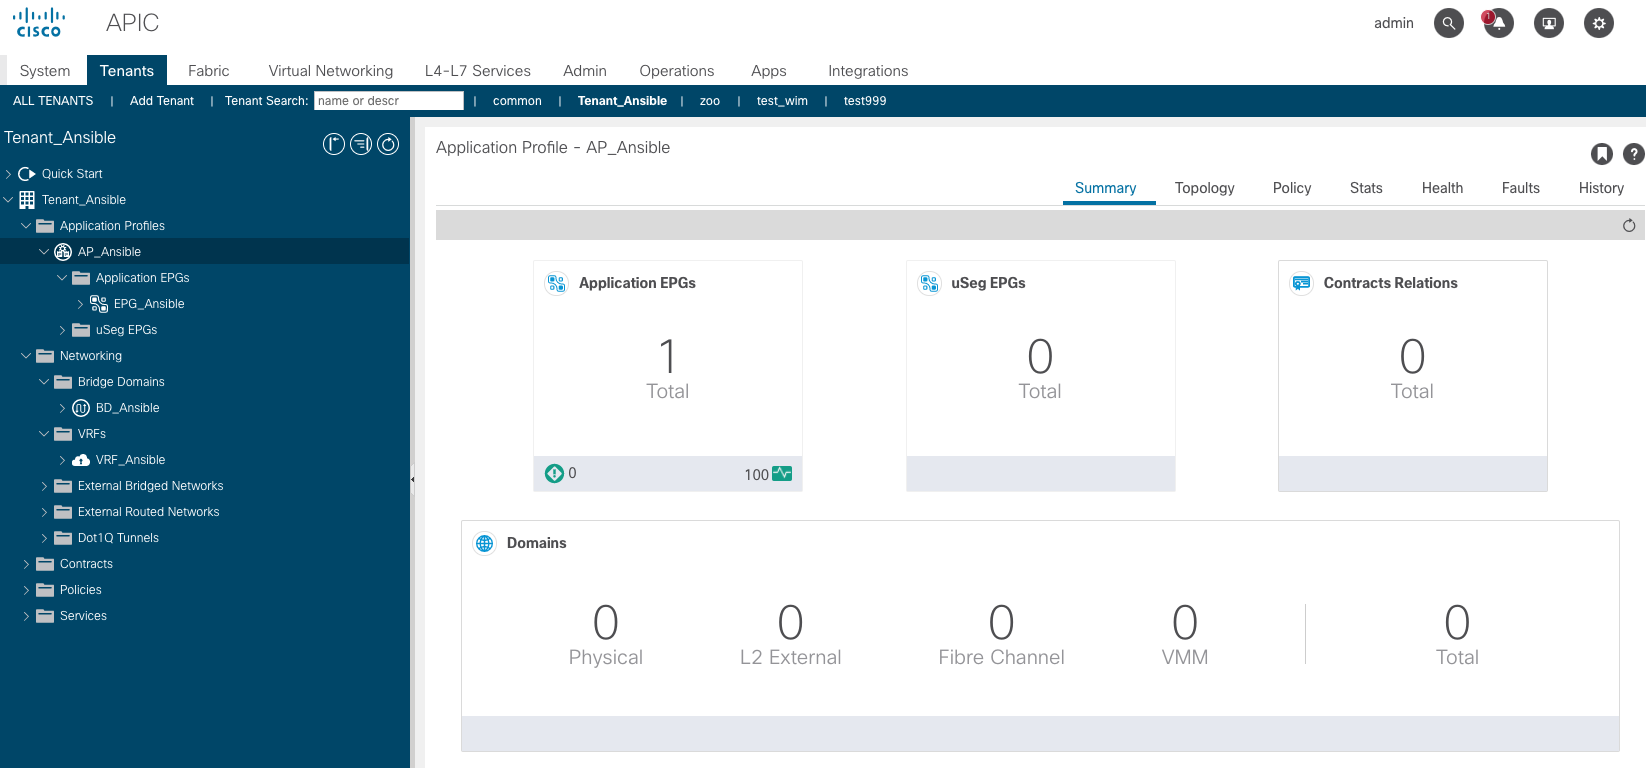 CISCO
APIC
admin
1
System Tenants Fabric Virtual Networking L4-L7 Services Admin Operations Apps Integrations
ALL TENANTS | Add Tenant | Tenant Search: name or descr | common | Tenant_Ansible | zoo | test_wim | test999
Tenant_Ansible
Quick Start
Tenant_Ansible
Application Profiles
AP_Ansible
Application EPGs
EPG_Ansible
uSeg EPGs
Networking
Bridge Domains
BD_Ansible
VRFs
VRF_Ansible
External Bridged Networks
External Routed Networks
Dot1Q Tunnels
Contracts
Policies
Services
Application Profile - AP_Ansible
?
Summary Topology Policy Stats Health Faults History
Application EPGs
1
Total
0 100
uSeg EPGs
0
Total
Contracts Relations
0
Total
Domains
0 0 0 0 0
Physical L2 External Fibre Channel VMM Total